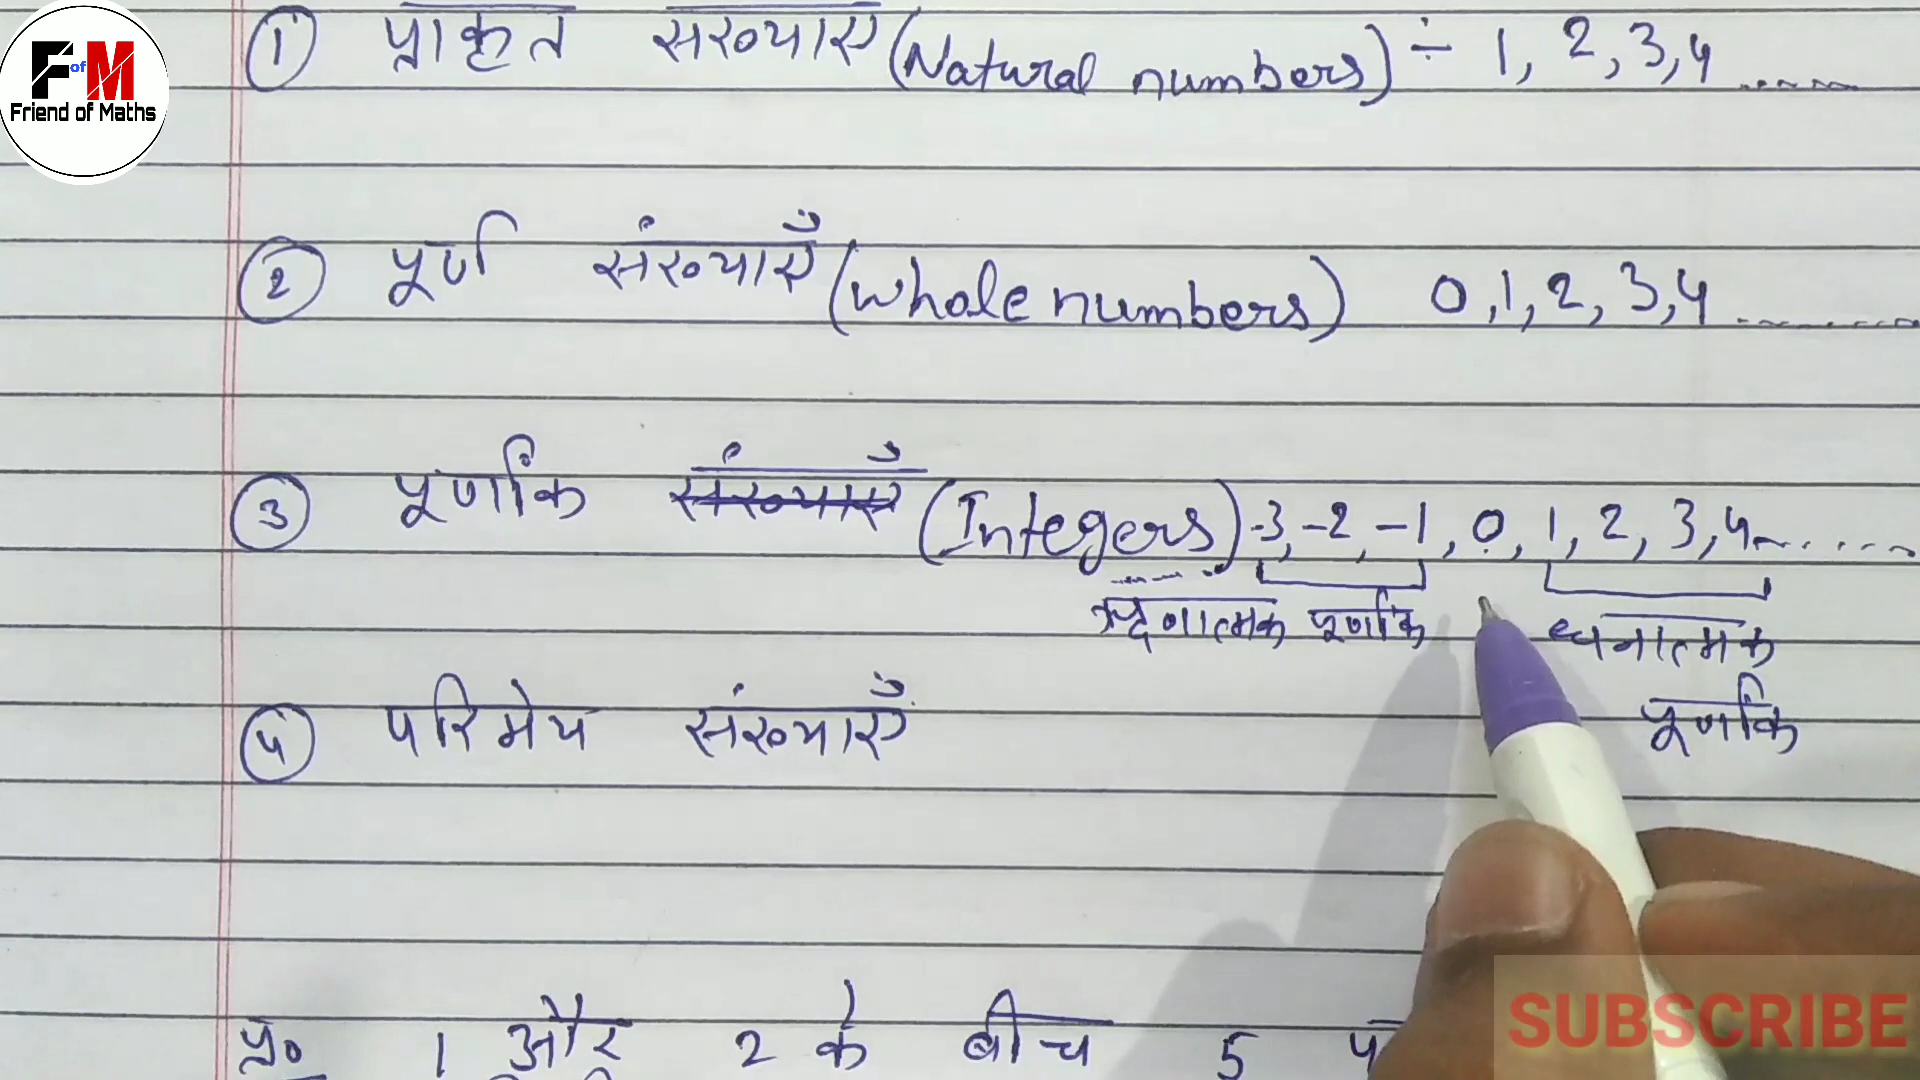 F of M
Friend of Maths
① प्राकृत संख्याएँ (Natural numbers) ÷ 1, 2, 3, 4 ......
② पूर्ण संख्याएँ (whole numbers) 0, 1, 2, 3, 4 ........
③ पूर्णांक संख्याएँ (Integers) -3, -2, -1, 0, 1, 2, 3, 4......
ऋणात्मक पूर्णांक धनात्मक
पूर्णांक
④ परिमेय संख्याएँ
प्र० 1 और 2 के बीच 5
SUBSCRIBE